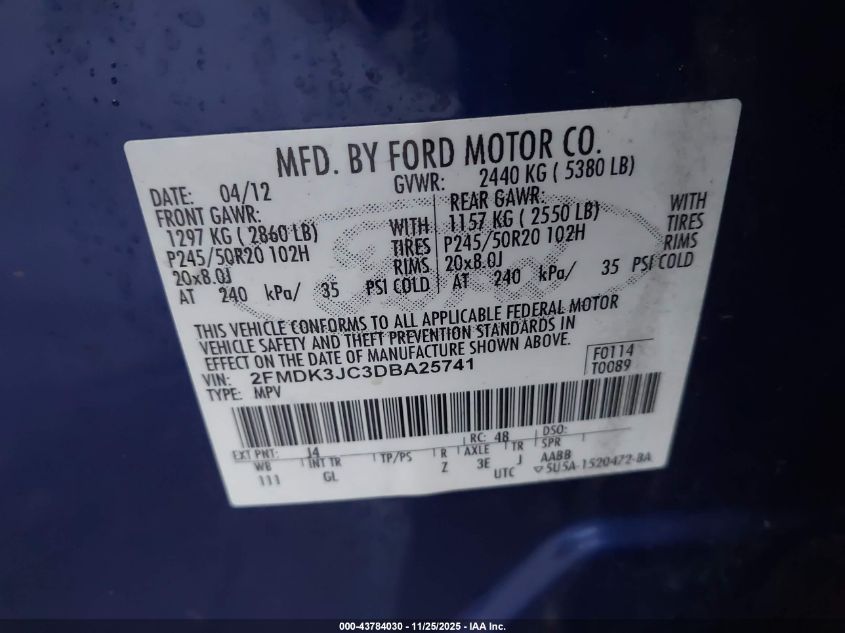 MFD. BY FORD MOTOR CO.
DATE: 04/12 GVWR: 2440 KG ( 5380 LB)
FRONT GAWR: REAR GAWR:
1297 KG ( 2860 LB) WITH 1157 KG ( 2550 LB) WITH
P245/50R20 102H TIRES P245/50R20 102H TIRES
20x8.0J RIMS 20x8.0J RIMS
AT 240 kPa/ 35 PSI COLD AT 240 kPa/ 35 PSI COLD
THIS VEHICLE CONFORMS TO ALL APPLICABLE FEDERAL MOTOR
VEHICLE SAFETY AND THEFT PREVENTION STANDARDS IN
EFFECT ON THE DATE OF MANUFACTURE SHOWN ABOVE.
VIN: 2FMDK3JC3DBA25741 F0114
TYPE: MPV T0089
RC: 48 DSO:
EXT PNT: J4
WB INT TR TP/PS R AXLE TR SPR
111 GL Z 3E J AABB
UTC ▽5U5A-1520472-BA
000-43784030 - 11/25/2025 - IAA Inc.